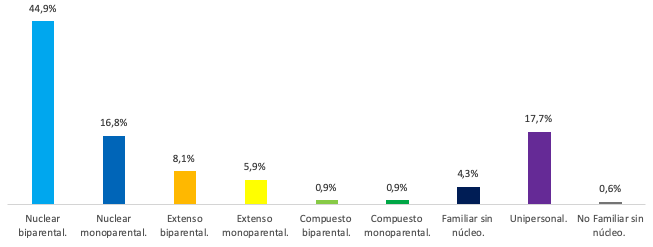 44,9%
16,8%
8,1%
5,9%
0,9%
0,9%
4,3%
17,7%
0,6%
Nuclear
biparental.
Nuclear
monoparental.
Extenso
biparental.
Extenso
monoparental.
Compuesto
biparental.
Compuesto
monoparental.
Familiar sin
núcleo.
Unipersonal.
No Familiar sin
núcleo.